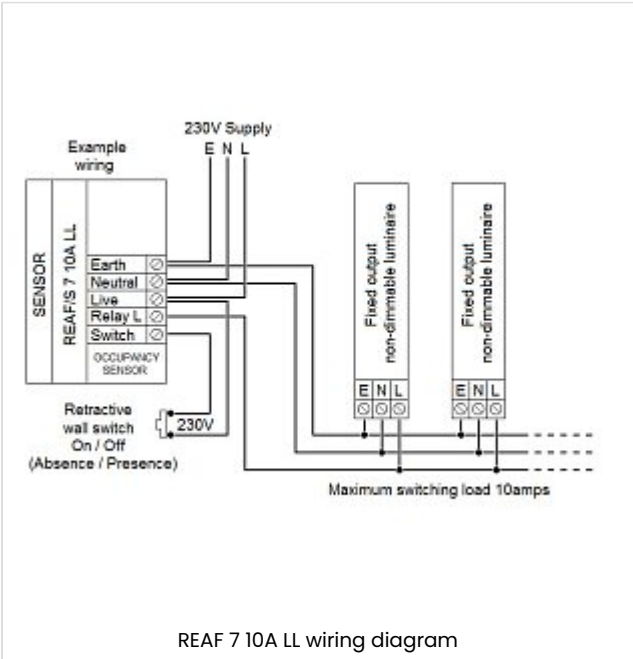 230V Supply
E N L
Example
wiring
SENSOR
REAF/S 7 10A LL
Earth
Neutral
Live
Relay L
Switch
OCCUPANCY
SENSOR
Retractive
wall switch
On / Off
(Absence / Presence)
230V
Fixed output
non-dimmable luminaire
E N L
Fixed output
non-dimmable luminaire
E N L
Maximum switching load 10amps
REAF 7 10A LL wiring diagram